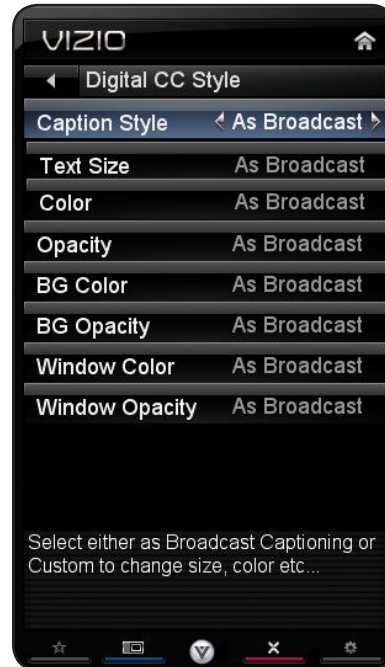 VIZIO
Digital CC Style
Caption Style As Broadcast
Text Size As Broadcast
Color As Broadcast
Opacity As Broadcast
BG Color As Broadcast
BG Opacity As Broadcast
Window Color As Broadcast
Window Opacity As Broadcast
Select either as Broadcast Captioning or
Custom to change size, color etc...
V